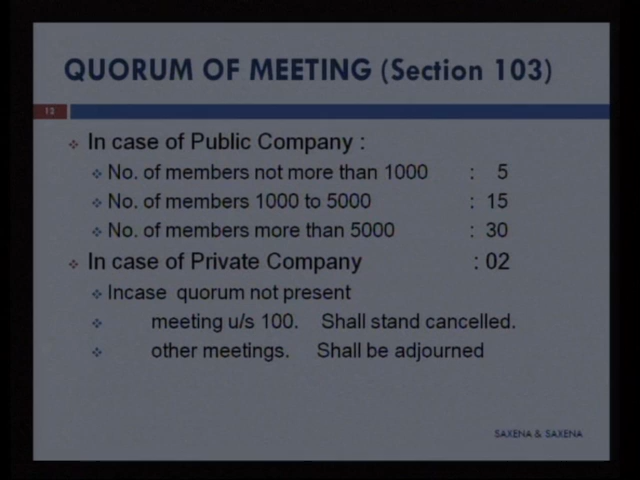 QUORUM OF MEETING (Section 103)
12
In case of Public Company :
No. of members not more than 1000 : 5
No. of members 1000 to 5000 : 15
No. of members more than 5000 : 30
In case of Private Company : 02
Incase quorum not present
meeting u/s 100. Shall stand cancelled.
other meetings. Shall be adjourned
SAXENA & SAXENA